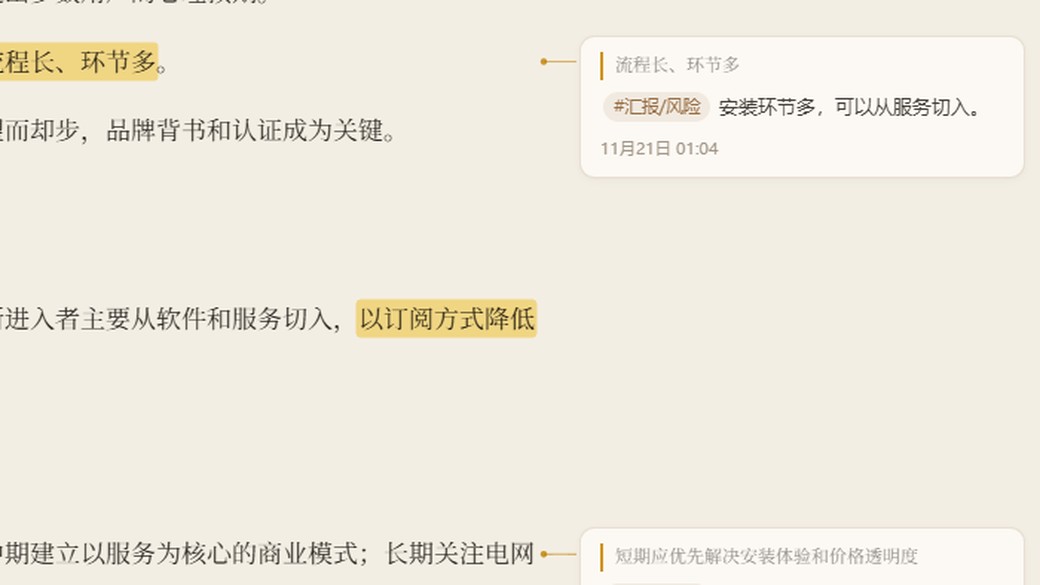 流程长、环节多。
而却步，品牌背书和认证成为关键。
进入者主要从软件和服务切入，以订阅方式降低
期建立以服务为核心的商业模式；长期关注电网
流程长、环节多
#汇报/风险 安装环节多，可以从服务切入。
11月21日 01:04
短期应优先解决安装体验和价格透明度